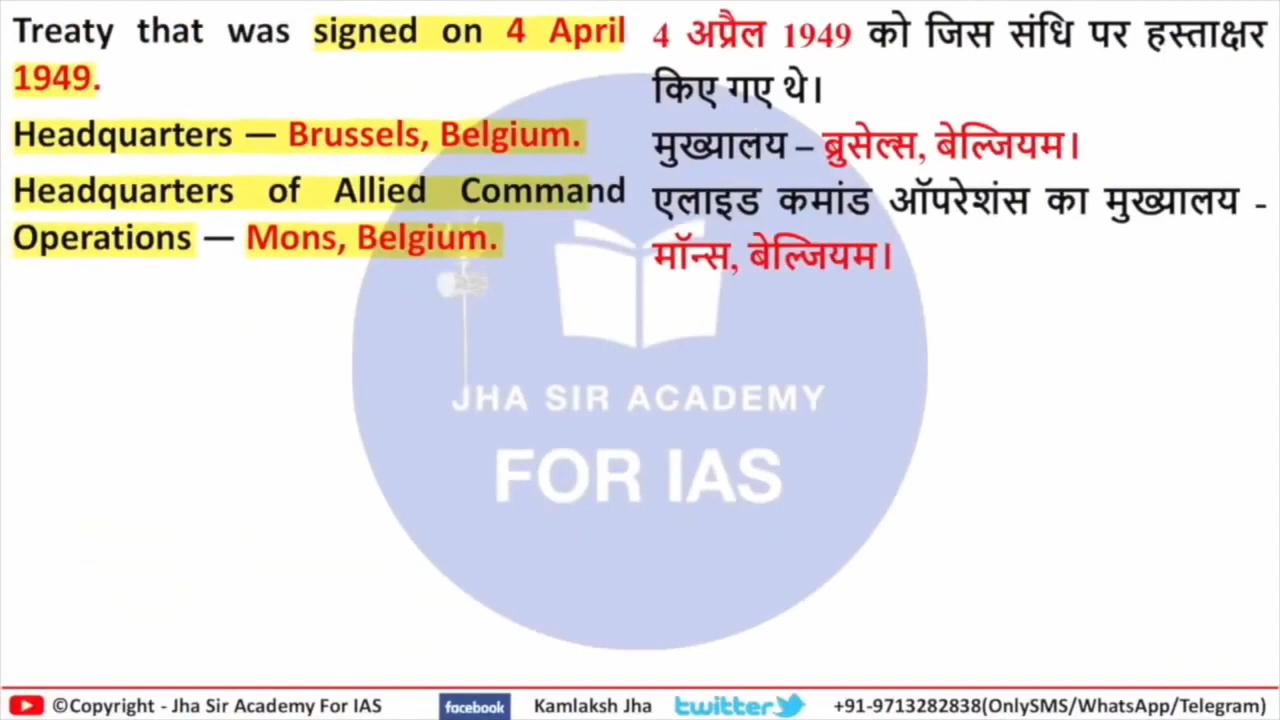 Treaty that was signed on 4 April
1949.
Headquarters — Brussels, Belgium.
Headquarters of Allied Command
Operations — Mons, Belgium.
4 अप्रैल 1949 को जिस संधि पर हस्ताक्षर
किए गए थे।
मुख्यालय – ब्रुसेल्स, बेल्जियम।
एलाइड कमांड ऑपरेशंस का मुख्यालय -
मॉन्स, बेल्जियम।
JHA SIR ACADEMY
FOR IAS
©Copyright - Jha Sir Academy For IAS facebook Kamlaksh Jha twitter +91-9713282838(OnlySMS/WhatsApp/Telegram)